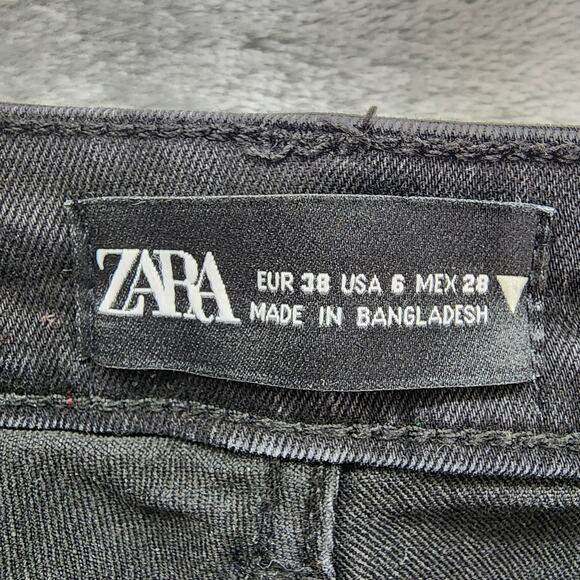 ZARA
EUR 38 USA 6 MEX 28
MADE IN BANGLADESH